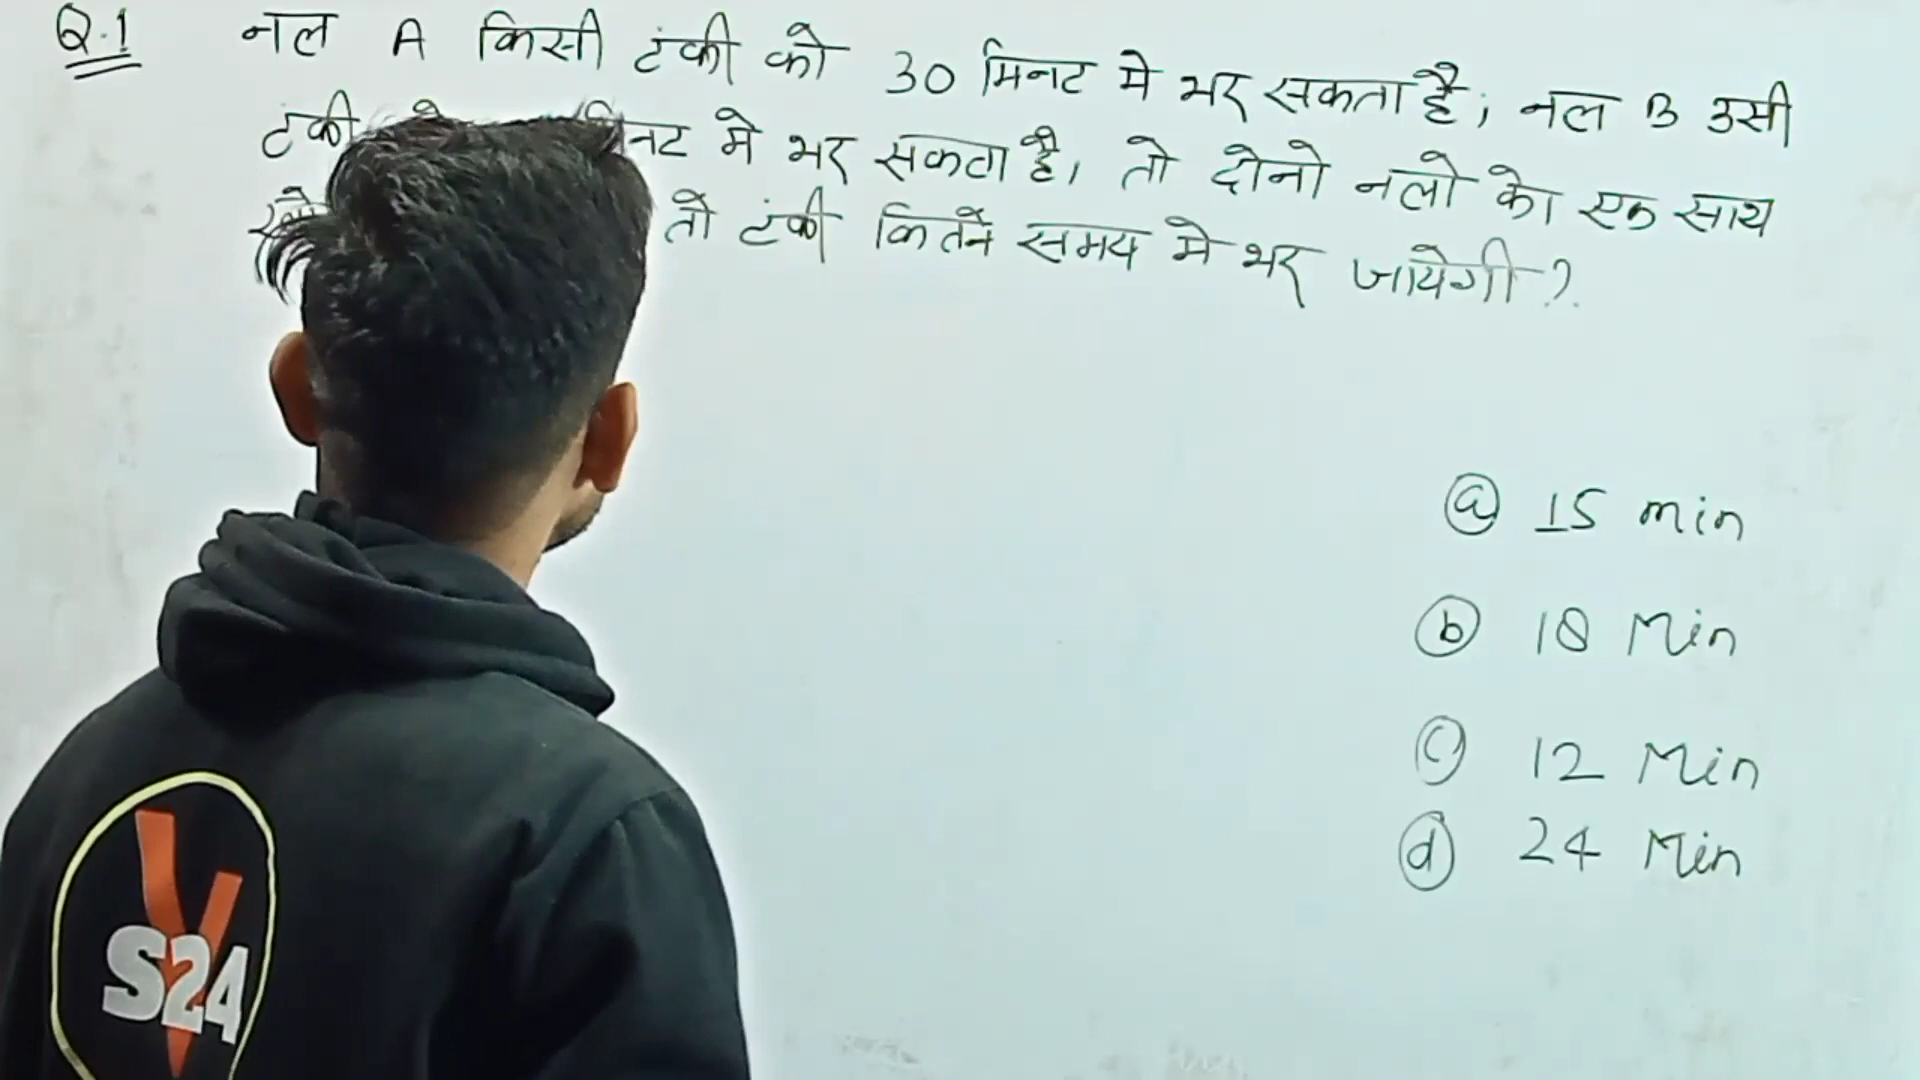 Q.1 नल A किसी टंकी को 30 मिनट मे भर सकता है, नल B उसी
टंकी मे भर सकता है, तो दोनो नलो को एक साथ
तो टंकी कितने समय मे भर जायेगी?
(a) 15 min
(b) 18 Min
(c) 12 Min
(d) 24 Min
V
S24